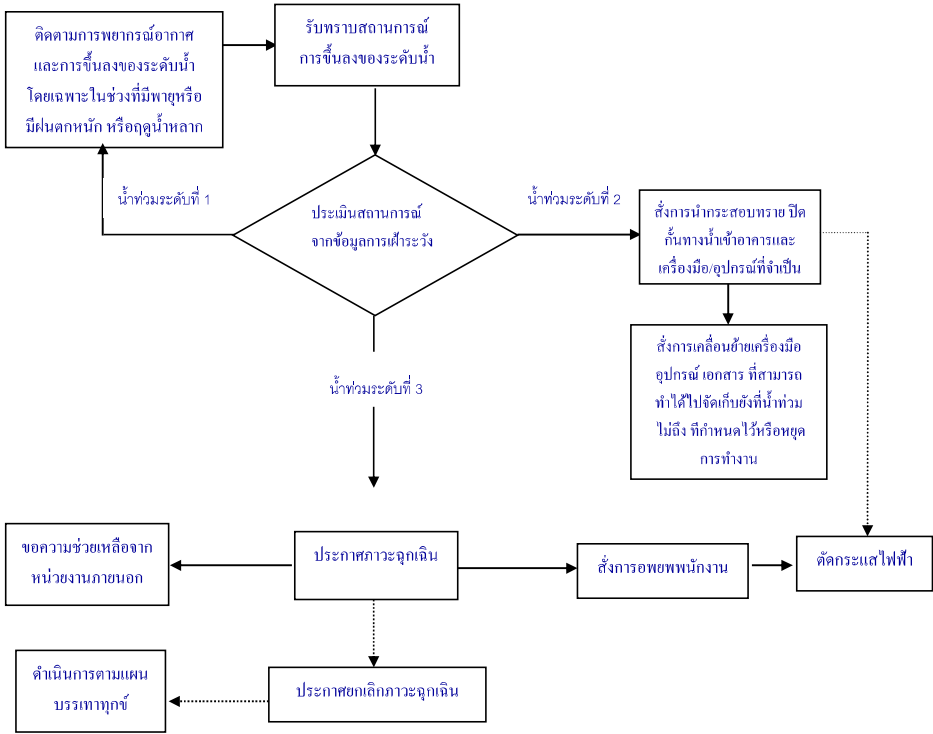 ติดตามการพยากรณ์อากาศ
และการขึ้นลงของระดับน้ำ
โดยเฉพาะในช่วงที่มีพายุหรือ
มีฝนตกหนัก หรือฤดูน้ำหลาก
รับทราบสถานการณ์
การขึ้นลงของระดับน้ำ
น้ำท่วมระดับที่ 1
ประเมินสถานการณ์
จากข้อมูลการเฝ้าระวัง
น้ำท่วมระดับที่ 2
สั่งการนำกระสอบทราย ปิด
กั้นทางน้ำเข้าอาคารและ
เครื่องมือ/อุปกรณ์ที่จำเป็น
สั่งการเคลื่อนย้ายเครื่องมือ
อุปกรณ์ เอกสาร ที่สามารถ
ทำได้ไปจัดเก็บยังที่น้ำท่วม
ไม่ถึง ทีกำหนดไว้หรือหยุด
การทำงาน
น้ำท่วมระดับที่ 3
ขอความช่วยเหลือจาก
หน่วยงานภายนอก
ประกาศภาวะฉุกเฉิน
สั่งการอพยพพนักงาน
ตัดกระแสไฟฟ้า
ดำเนินการตามแผน
บรรเทาทุกข์
ประกาศยกเลิกภาวะฉุกเฉิน